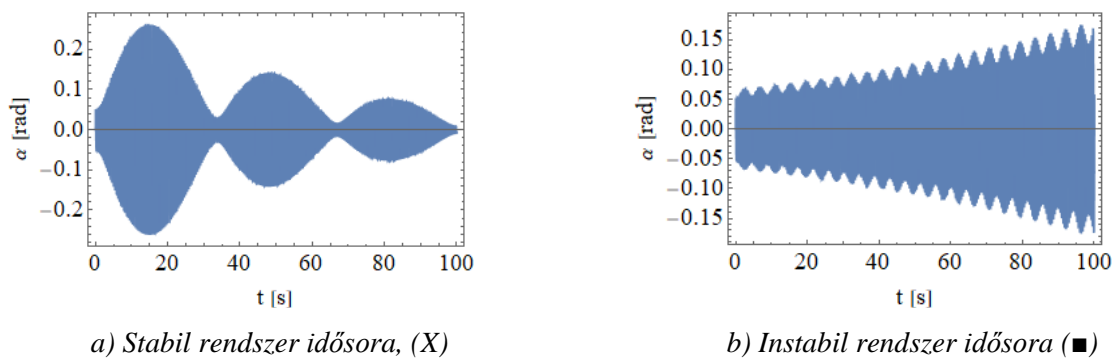 0.2
0.1
0.0
−0.1
−0.2
α [rad]
0 20 40 60 80 100
t [s]
a) Stabil rendszer idősora, (X)
0.15
0.10
0.05
0.00
−0.05
−0.10
−0.15
α [rad]
0 20 40 60 80 100
t [s]
b) Instabil rendszer idősora (■)